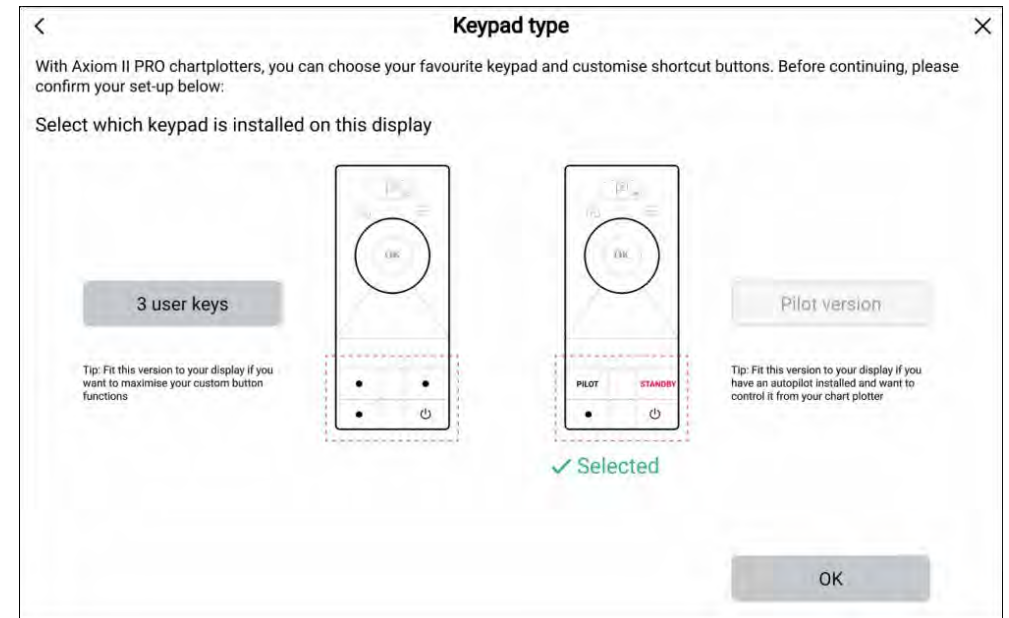 Keypad type
With Axiom II PRO chartplotters, you can choose your favourite keypad and customise shortcut buttons. Before continuing, please
confirm your set-up below:
Select which keypad is installed on this display
OK
OK
3 user keys
Pilot version
Tip: Fit this version to your display if you
want to maximise your custom button
functions
PILOT
STANDBY
Tip: Fit this version to your display if you
have an autopilot installed and want to
control it from your chart plotter
✓ Selected
OK